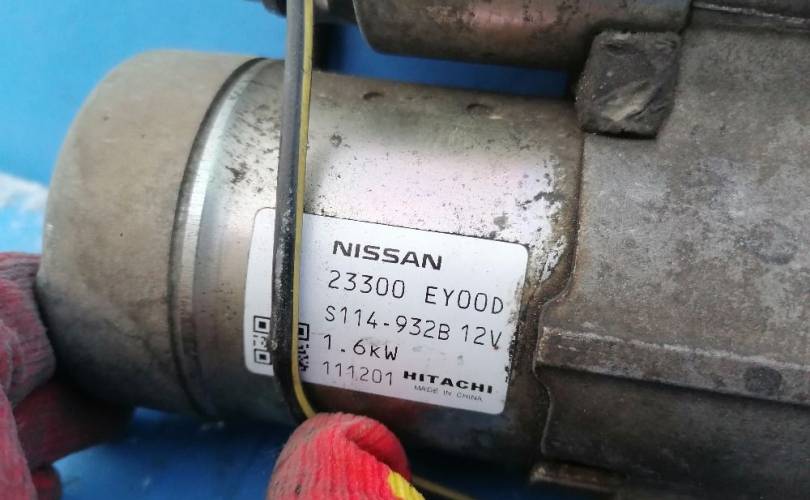 NISSAN
23300 EY00D
S114-932B 12V
1.6kW
111201 HITACHI
MADE IN CHINA